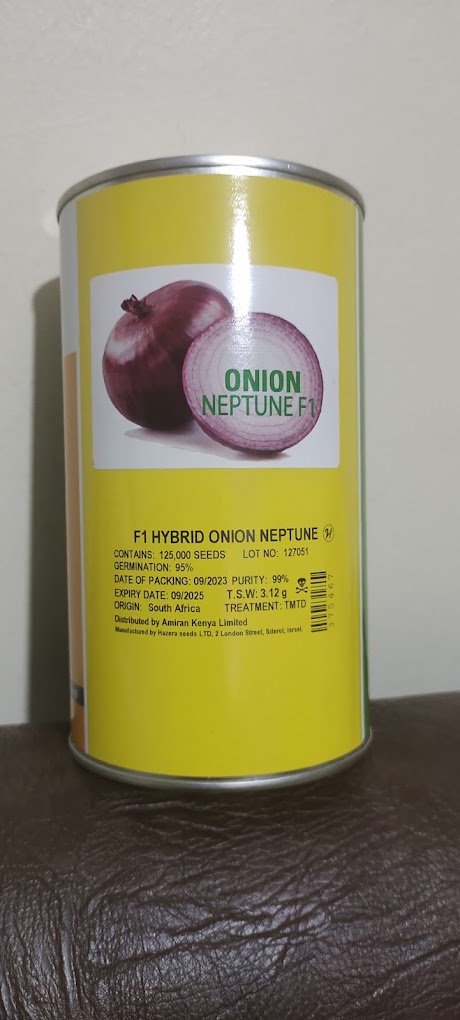 ONION
NEPTUNE F1
F1 HYBRID ONION NEPTUNE
CONTAINS: 125,000 SEEDS LOT NO: 127051
GERMINATION: 95%
DATE OF PACKING: 09/2023 PURITY: 99%
EXPIRY DATE: 09/2025 T.S.W: 3.12 g
ORIGIN: South Africa TREATMENT: TMTD
Distributed by Amiran Kenya Limited
Manufactured by Hazera seeds LTD, 2 London Street, Sderol, Israel.
375467